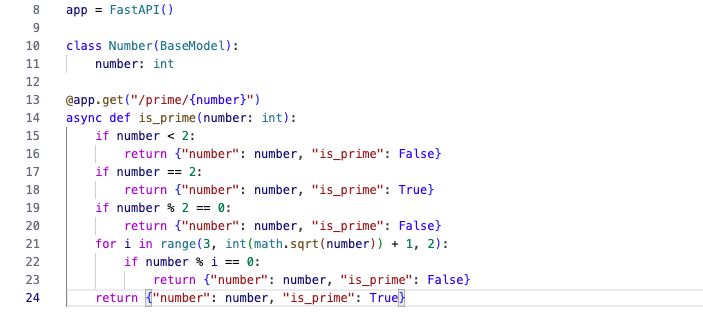 8 app = FastAPI()
9
10 class Number(BaseModel):
11     number: int
12
13 @app.get("/prime/{number}")
14 async def is_prime(number: int):
15     if number < 2:
16         return {"number": number, "is_prime": False}
17     if number == 2:
18         return {"number": number, "is_prime": True}
19     if number % 2 == 0:
20         return {"number": number, "is_prime": False}
21     for i in range(3, int(math.sqrt(number)) + 1, 2):
22         if number % i == 0:
23             return {"number": number, "is_prime": False}
24     return {"number": number, "is_prime": True}